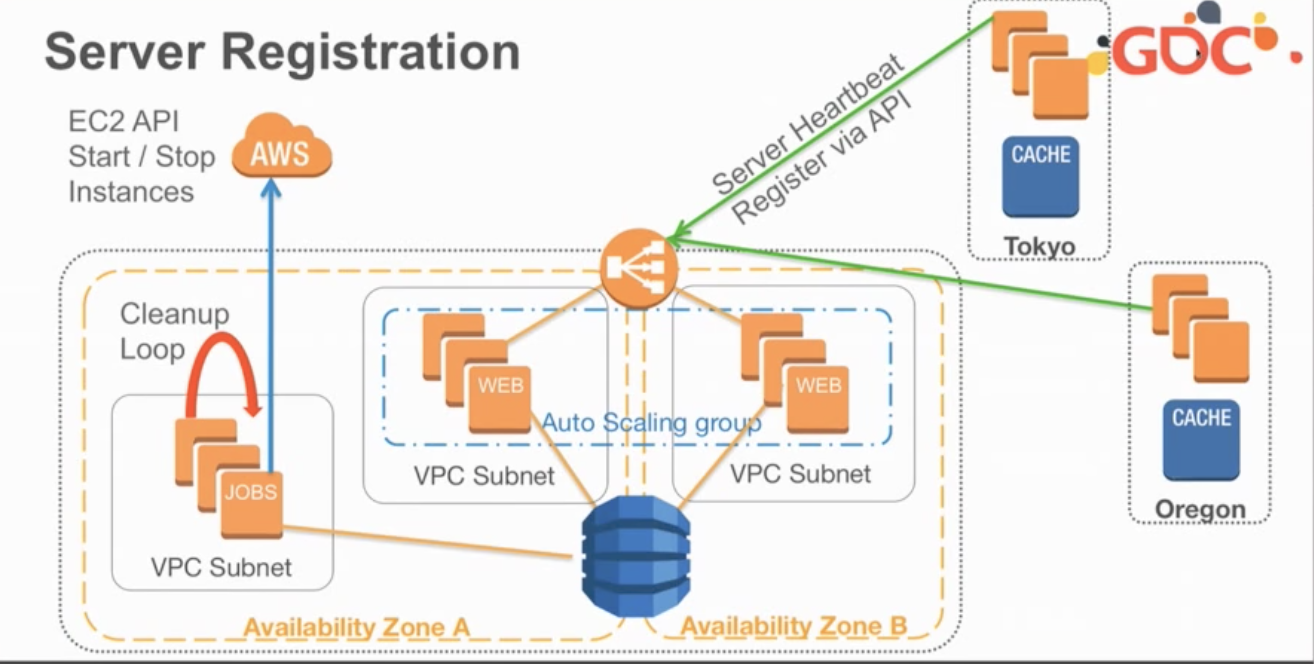 Server Registration
GDC
EC2 API
Start / Stop
Instances
AWS
Server Heartbeat
Register via API
CACHE
Tokyo
Cleanup
Loop
WEB
WEB
Auto Scaling group
VPC Subnet
VPC Subnet
CACHE
Oregon
JOBS
VPC Subnet
Availability Zone A
Availability Zone B